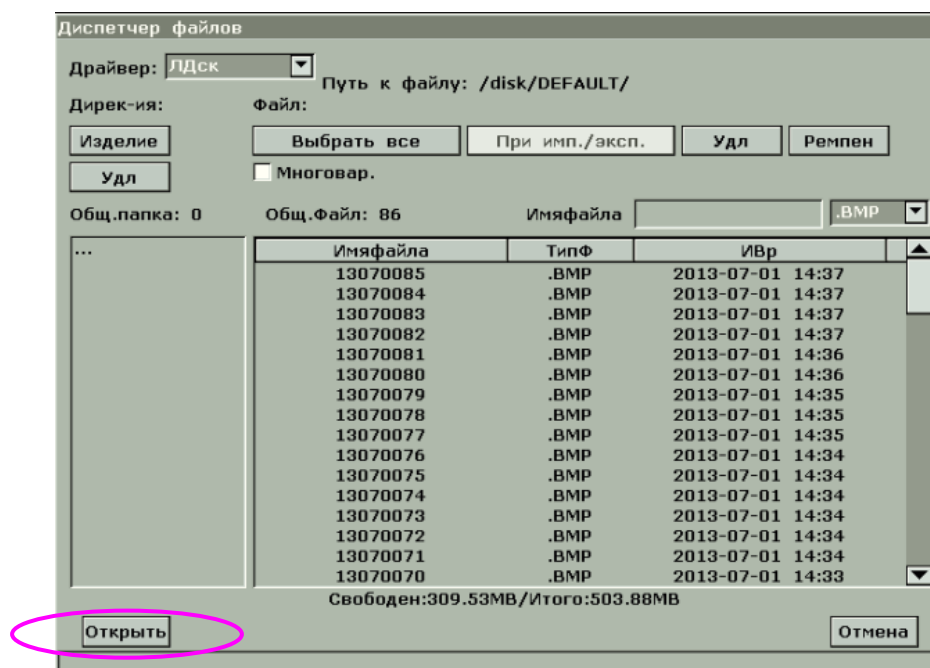 Диспетчер файлов
Драйвер: ЛДск
Путь к файлу: /disk/DEFAULT/
Дирек-ия: Файл:
Изделие Выбрать все При имп./эксп. Удл Ремпен
Удл Многовар.
Общ.папка: 0 Общ.Файл: 86 Имяфайла .BMP
... Имяфайла ТипФ ИВр
13070085 .BMP 2013-07-01 14:37
13070084 .BMP 2013-07-01 14:37
13070083 .BMP 2013-07-01 14:37
13070082 .BMP 2013-07-01 14:37
13070081 .BMP 2013-07-01 14:36
13070080 .BMP 2013-07-01 14:36
13070079 .BMP 2013-07-01 14:35
13070078 .BMP 2013-07-01 14:35
13070077 .BMP 2013-07-01 14:35
13070076 .BMP 2013-07-01 14:34
13070075 .BMP 2013-07-01 14:34
13070074 .BMP 2013-07-01 14:34
13070073 .BMP 2013-07-01 14:34
13070072 .BMP 2013-07-01 14:34
13070071 .BMP 2013-07-01 14:34
13070070 .BMP 2013-07-01 14:33
Свободен:309.53MB/Итого:503.88MB
Открыть Отмена